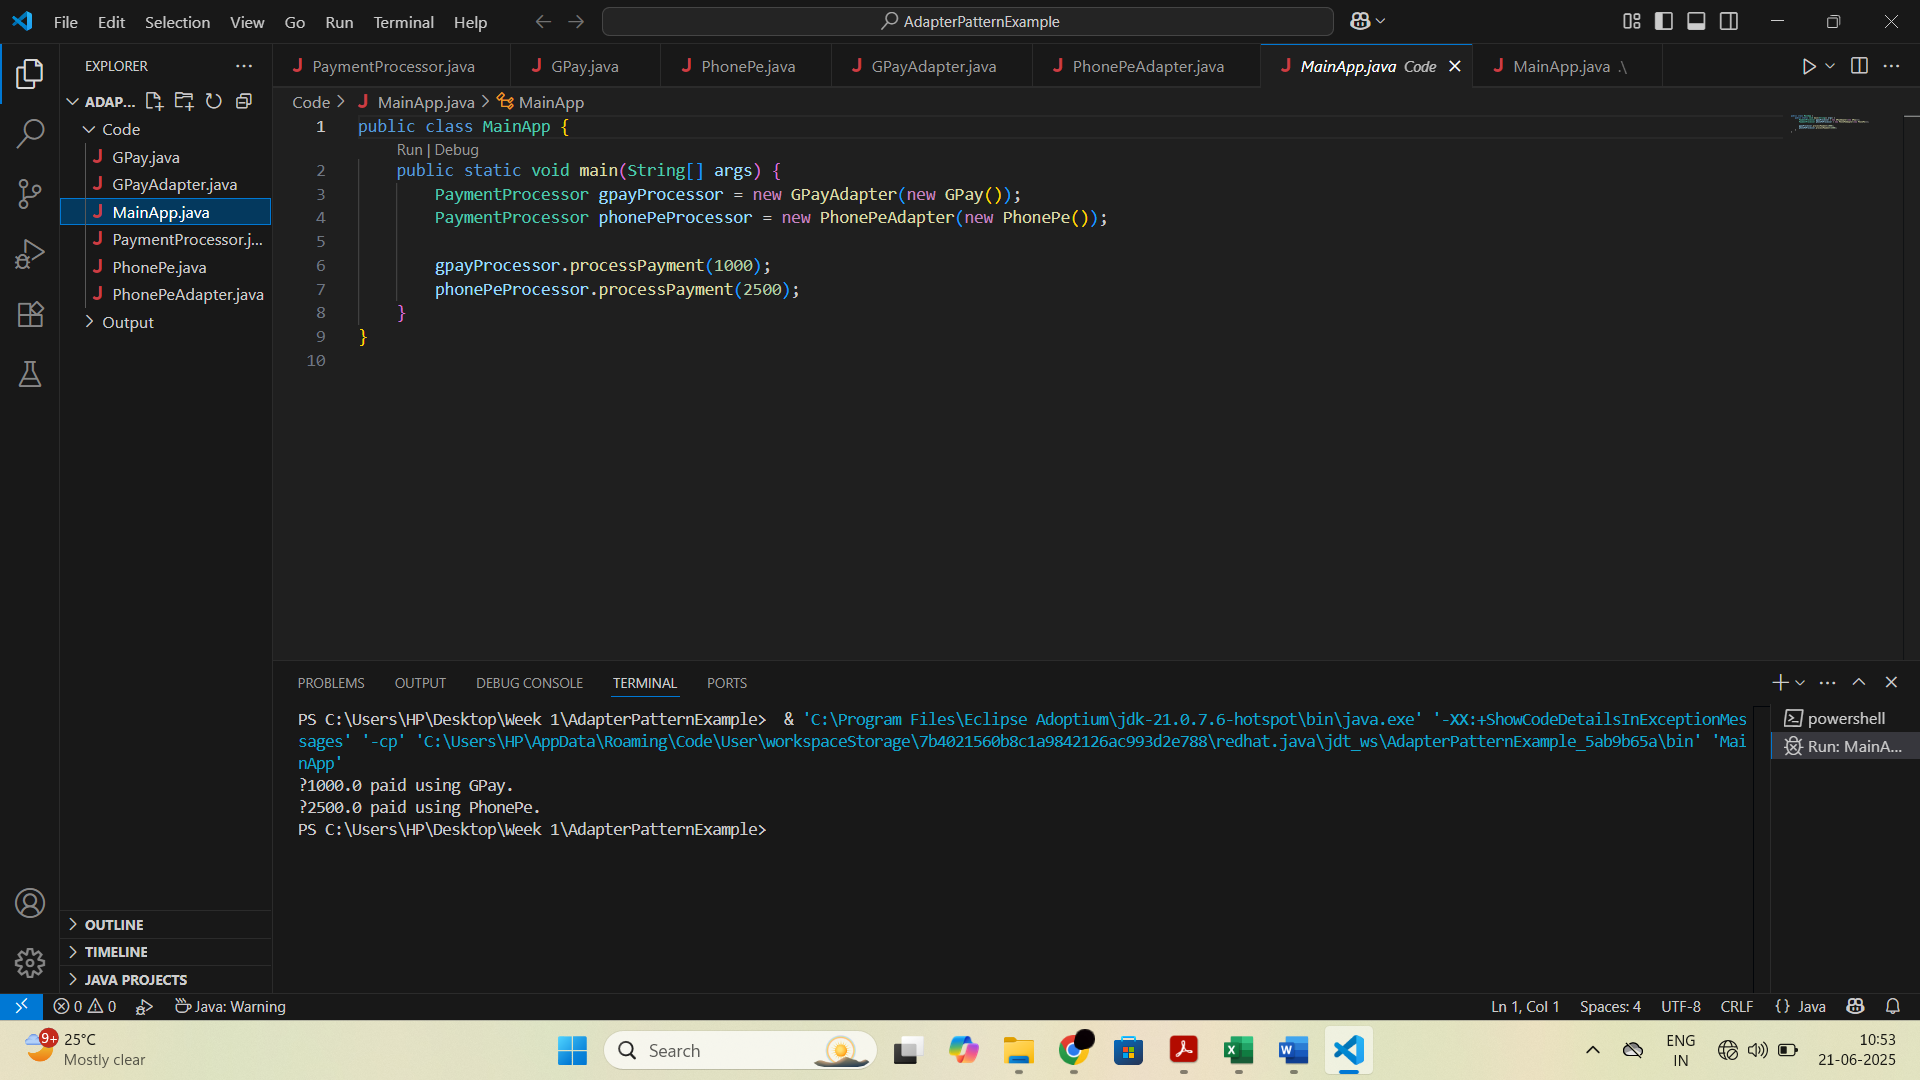 File Edit Selection View Go Run Terminal Help
AdapterPatternExample
EXPLORER
PaymentProcessor.java
GPay.java
PhonePe.java
GPayAdapter.java
PhonePeAdapter.java
MainApp.java Code
MainApp.java .\
ADAP...
Code
GPay.java
GPayAdapter.java
MainApp.java
PaymentProcessor.j...
PhonePe.java
PhonePeAdapter.java
Output
Code > MainApp.java > MainApp
1 public class MainApp {
Run | Debug
2 public static void main(String[] args) {
3 PaymentProcessor gpayProcessor = new GPayAdapter(new GPay());
4 PaymentProcessor phonePeProcessor = new PhonePeAdapter(new PhonePe());
5
6 gpayProcessor.processPayment(1000);
7 phonePeProcessor.processPayment(2500);
8 }
9 }
10
PROBLEMS OUTPUT DEBUG CONSOLE TERMINAL PORTS
PS C:\Users\HP\Desktop\Week 1\AdapterPatternExample> & 'C:\Program Files\Eclipse Adoptium\jdk-21.0.7.6-hotspot\bin\java.exe' '-XX:+ShowCodeDetailsInExceptionMes
sages' '-cp' 'C:\Users\HP\AppData\Roaming\Code\User\workspaceStorage\7b4021560b8c1a9842126ac993d2e788\redhat.java\jdt_ws\AdapterPatternExample_5ab9b65a\bin' 'Mai
nApp'
?1000.0 paid using GPay.
?2500.0 paid using PhonePe.
PS C:\Users\HP\Desktop\Week 1\AdapterPatternExample>
powershell
Run: MainA...
OUTLINE
TIMELINE
JAVA PROJECTS
0 0 Java: Warning
Ln 1, Col 1 Spaces: 4 UTF-8 CRLF {} Java
9+ 25°C
Mostly clear
Search
ENG
IN
10:53
21-06-2025